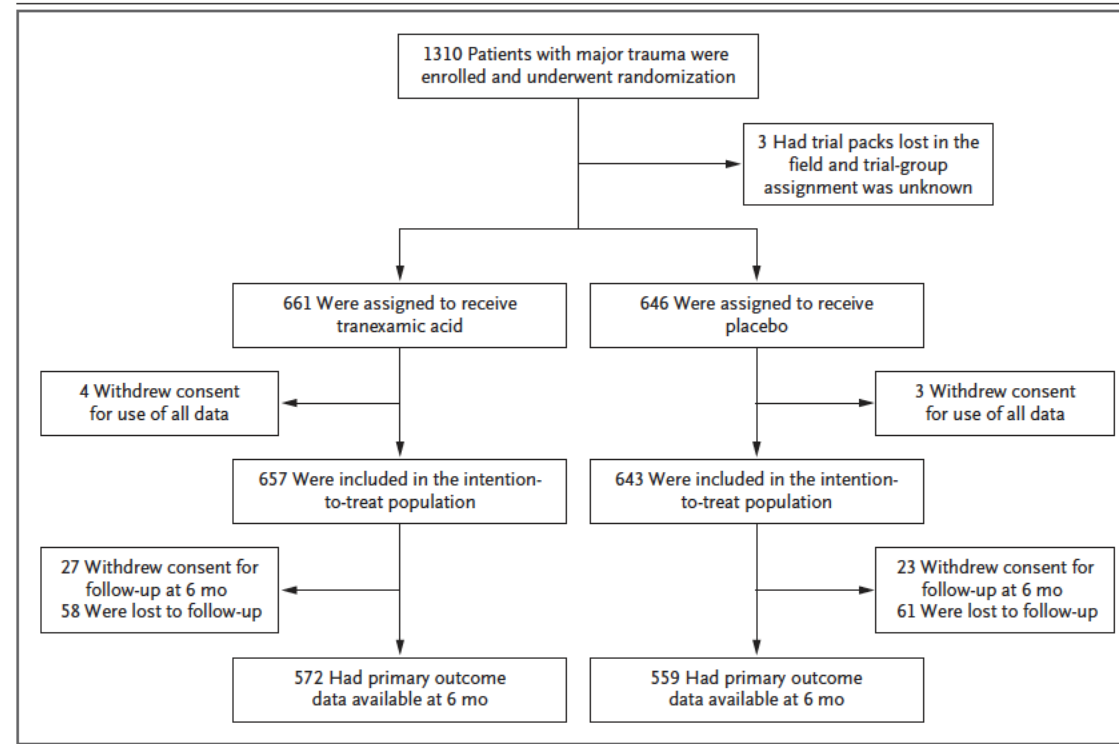 1310 Patients with major trauma were
enrolled and underwent randomization
3 Had trial packs lost in the
field and trial-group
assignment was unknown
661 Were assigned to receive
tranexamic acid
646 Were assigned to receive
placebo
4 Withdrew consent
for use of all data
3 Withdrew consent
for use of all data
657 Were included in the intention-
to-treat population
643 Were included in the intention-
to-treat population
27 Withdrew consent for
follow-up at 6 mo
58 Were lost to follow-up
23 Withdrew consent for
follow-up at 6 mo
61 Were lost to follow-up
572 Had primary outcome
data available at 6 mo
559 Had primary outcome
data available at 6 mo